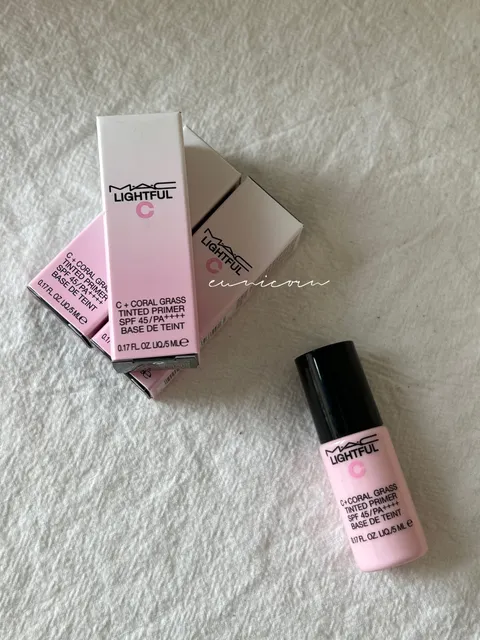 MAC
LIGHTFUL
C
C + CORAL GRASS
TINTED PRIMER
SPF 45/PA++++
BASE DE TEINT
0.17 FL. OZ. LIQ./5 ML ℮
C + CORAL GRASS
TINTED PRIMER
SPF 45/PA++++
BASE DE TEINT
0.17 FL. OZ. LIQ./5 ML ℮
MAC
LIGHTFUL
C
eunicorn
MAC
LIGHTFUL
C
C + CORAL GRASS
TINTED PRIMER
SPF 45/PA++++
BASE DE TEINT
0.17 FL. OZ. LIQ./5 ML ℮